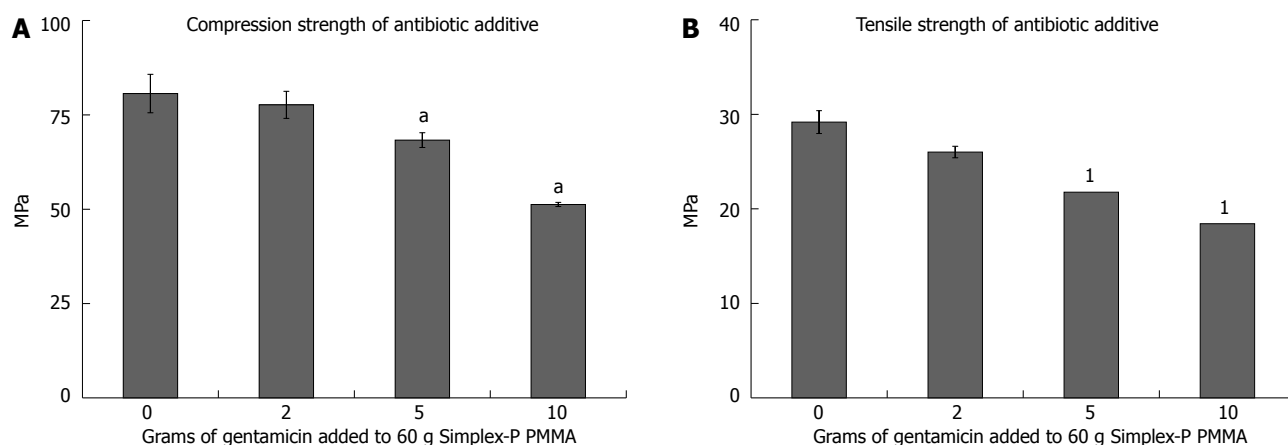 A
Compression strength of antibiotic additive
100
75
50
25
0
MPa
a
a
0 2 5 10
Grams of gentamicin added to 60 g Simplex-P PMMA
B
Tensile strength of antibiotic additive
40
30
20
10
0
MPa
1
1
0 2 5 10
Grams of gentamicin added to 60 g Simplex-P PMMA